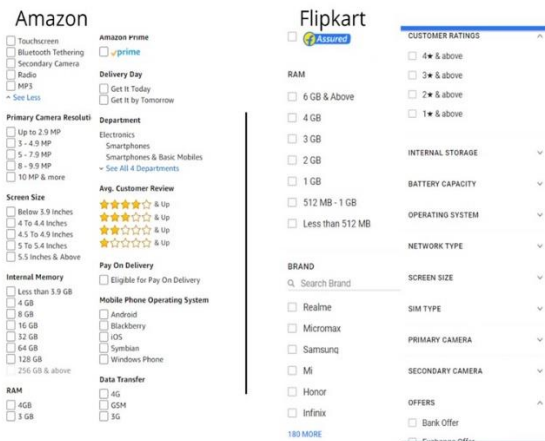 Amazon
Touchscreen
Bluetooth Tethering
Secondary Camera
Radio
MP3
See Less
Primary Camera Resoluti
Up to 2.9 MP
3 - 4.9 MP
5 - 7.9 MP
8 - 9.9 MP
10 MP & more
Screen Size
Below 3.9 Inches
4 To 4.4 Inches
4.5 To 4.9 Inches
5 To 5.4 Inches
5.5 Inches & Above
Internal Memory
Less than 3.9 GB
4 GB
8 GB
16 GB
32 GB
64 GB
128 GB
256 GB & above
RAM
4GB
3 GB
Amazon Prime
prime
Delivery Day
Get It Today
Get It by Tomorrow
Department
Electronics
Smartphones
Smartphones & Basic Mobiles
See All 4 Departments
Avg. Customer Review
& Up
& Up
& Up
& Up
Pay On Delivery
Eligible for Pay On Delivery
Mobile Phone Operating System
Android
Blackberry
iOS
Symbian
Windows Phone
Data Transfer
4G
GSM
3G
Flipkart
Assured
RAM
6 GB & Above
4 GB
3 GB
2 GB
1 GB
512 MB - 1 GB
Less than 512 MB
BRAND
Search Brand
Realme
Micromax
Samsung
Mi
Honor
Infinix
180 MORE
CUSTOMER RATINGS
4★ & above
3★ & above
2★ & above
1★ & above
INTERNAL STORAGE
BATTERY CAPACITY
OPERATING SYSTEM
NETWORK TYPE
SCREEN SIZE
SIM TYPE
PRIMARY CAMERA
SECONDARY CAMERA
OFFERS
Bank Offer